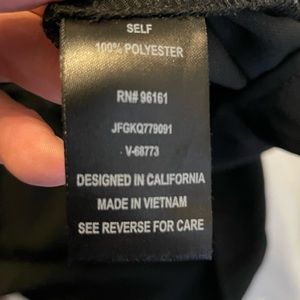 SELF
100% POLYESTER
RN# 96161
JFGKQ779091
V-68773
DESIGNED IN CALIFORNIA
MADE IN VIETNAM
SEE REVERSE FOR CARE